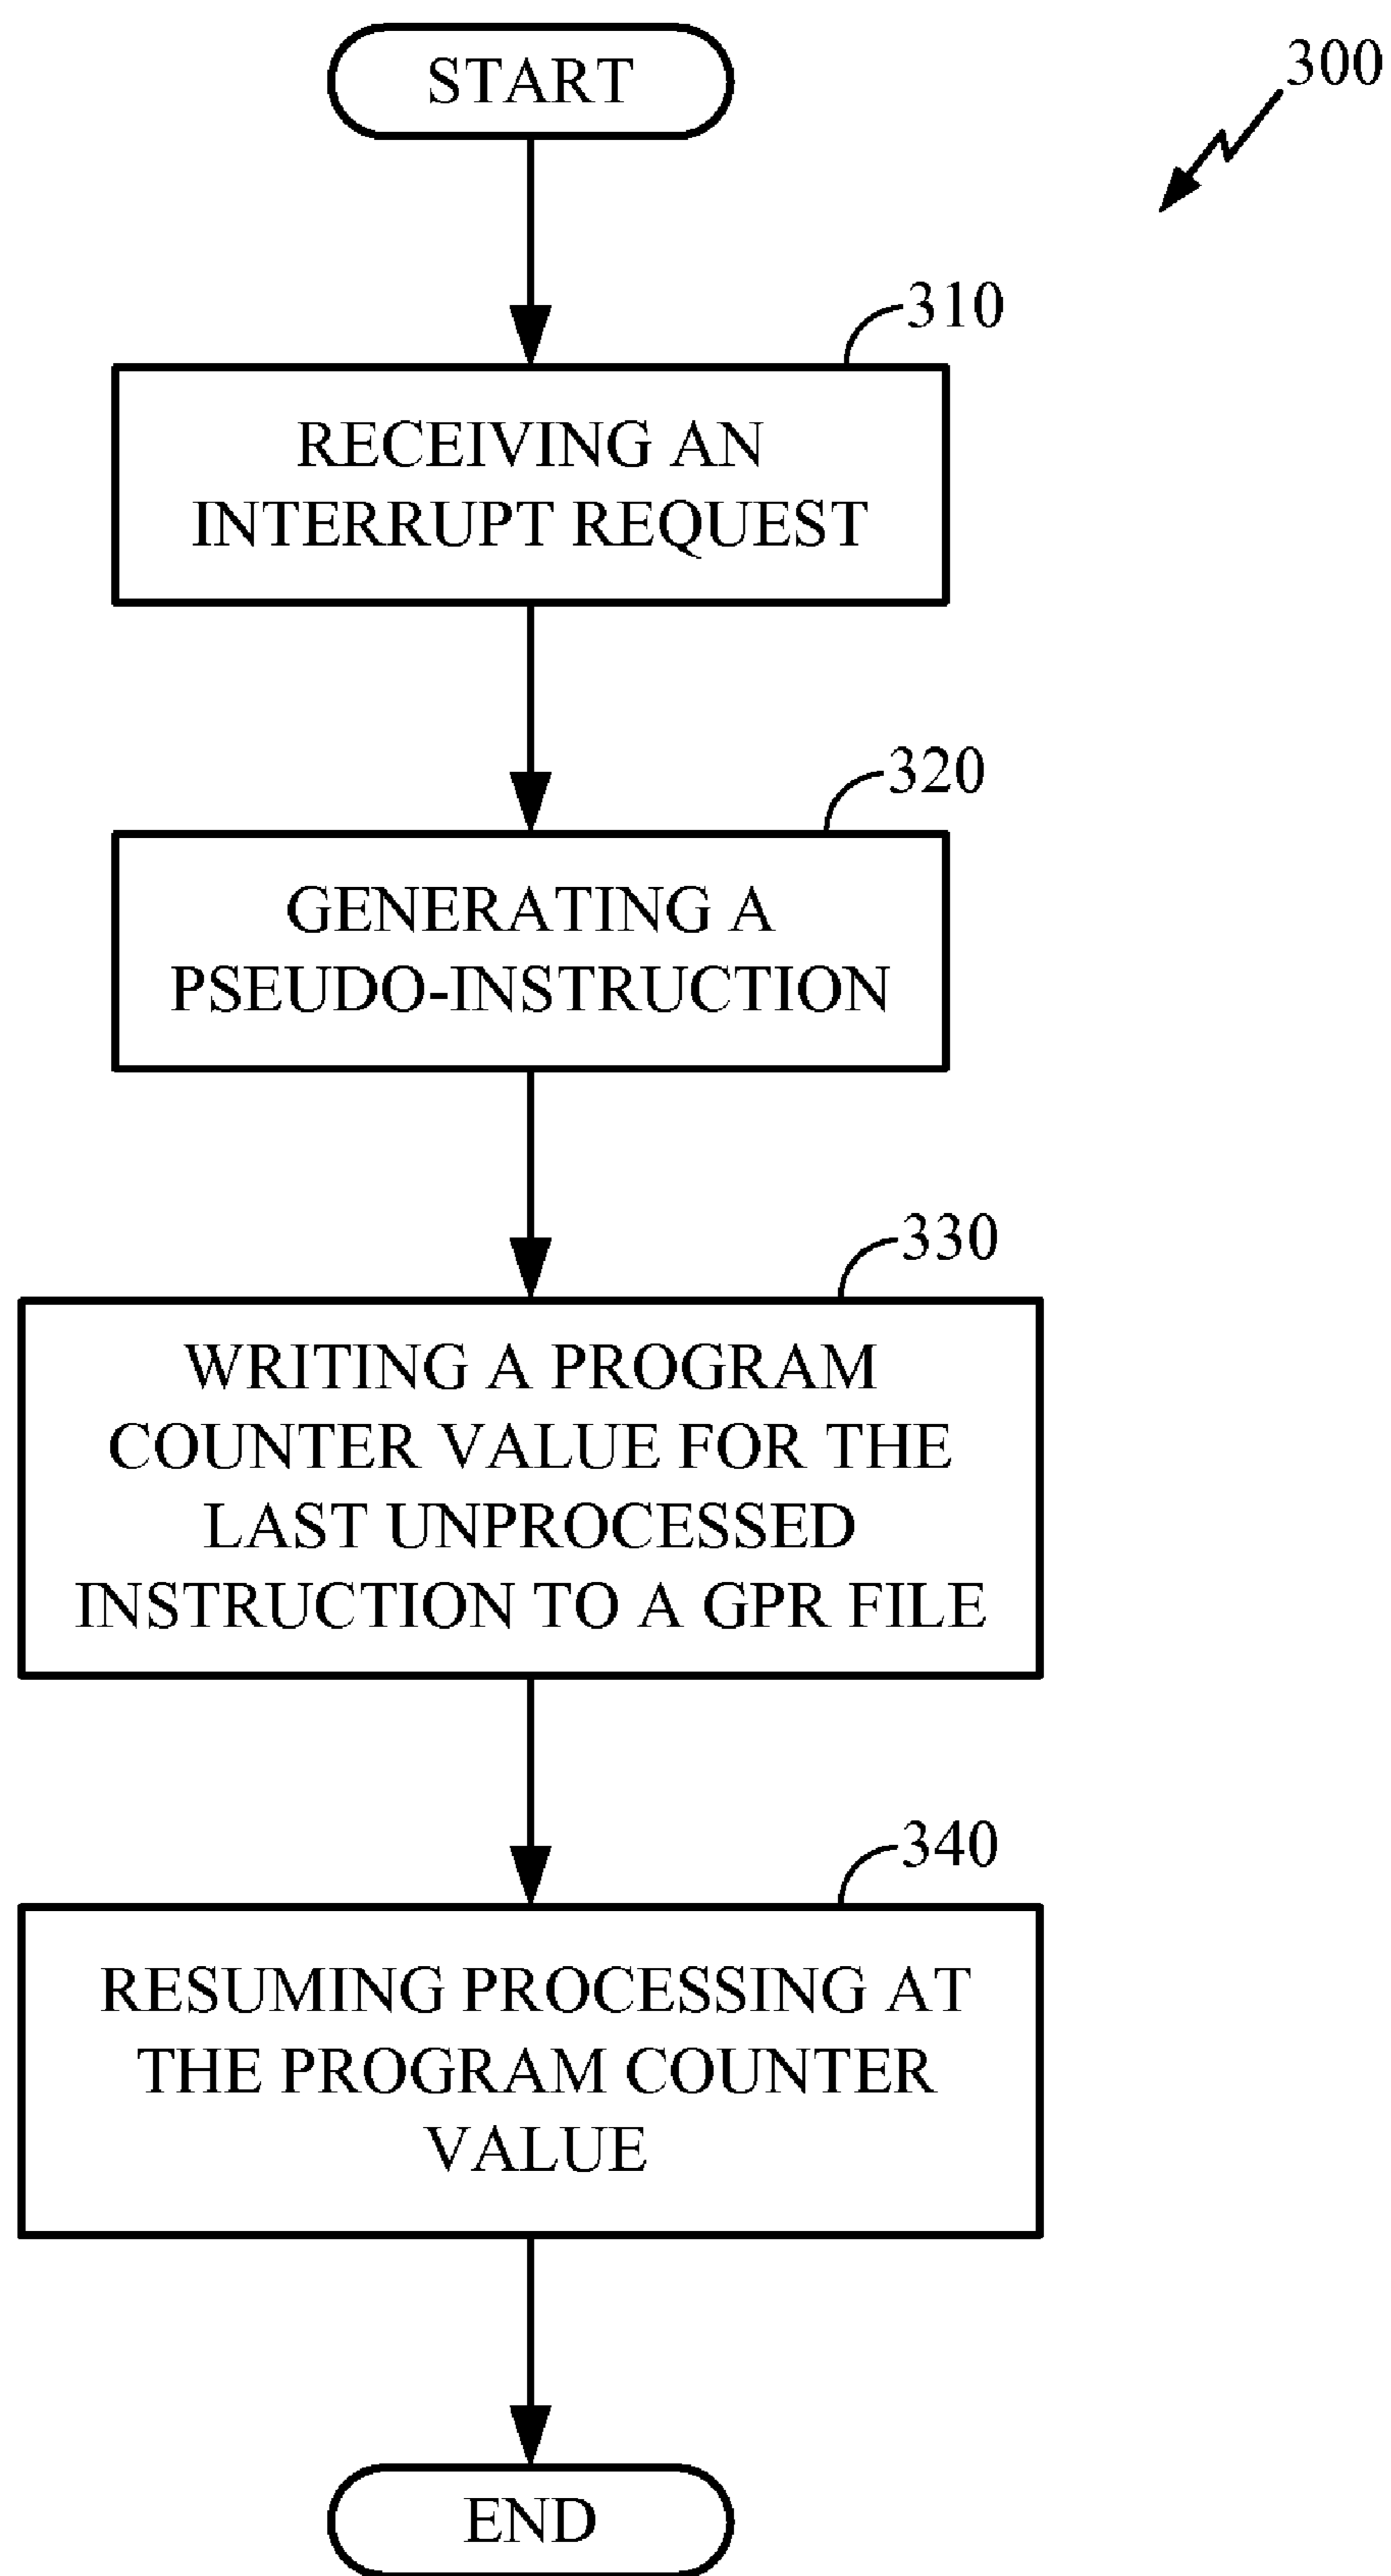 START
300
310
RECEIVING AN
INTERRUPT REQUEST
320
GENERATING A
PSEUDO-INSTRUCTION
330
WRITING A PROGRAM
COUNTER VALUE FOR THE
LAST UNPROCESSED
INSTRUCTION TO A GPR FILE
340
RESUMING PROCESSING AT
THE PROGRAM COUNTER
VALUE
END